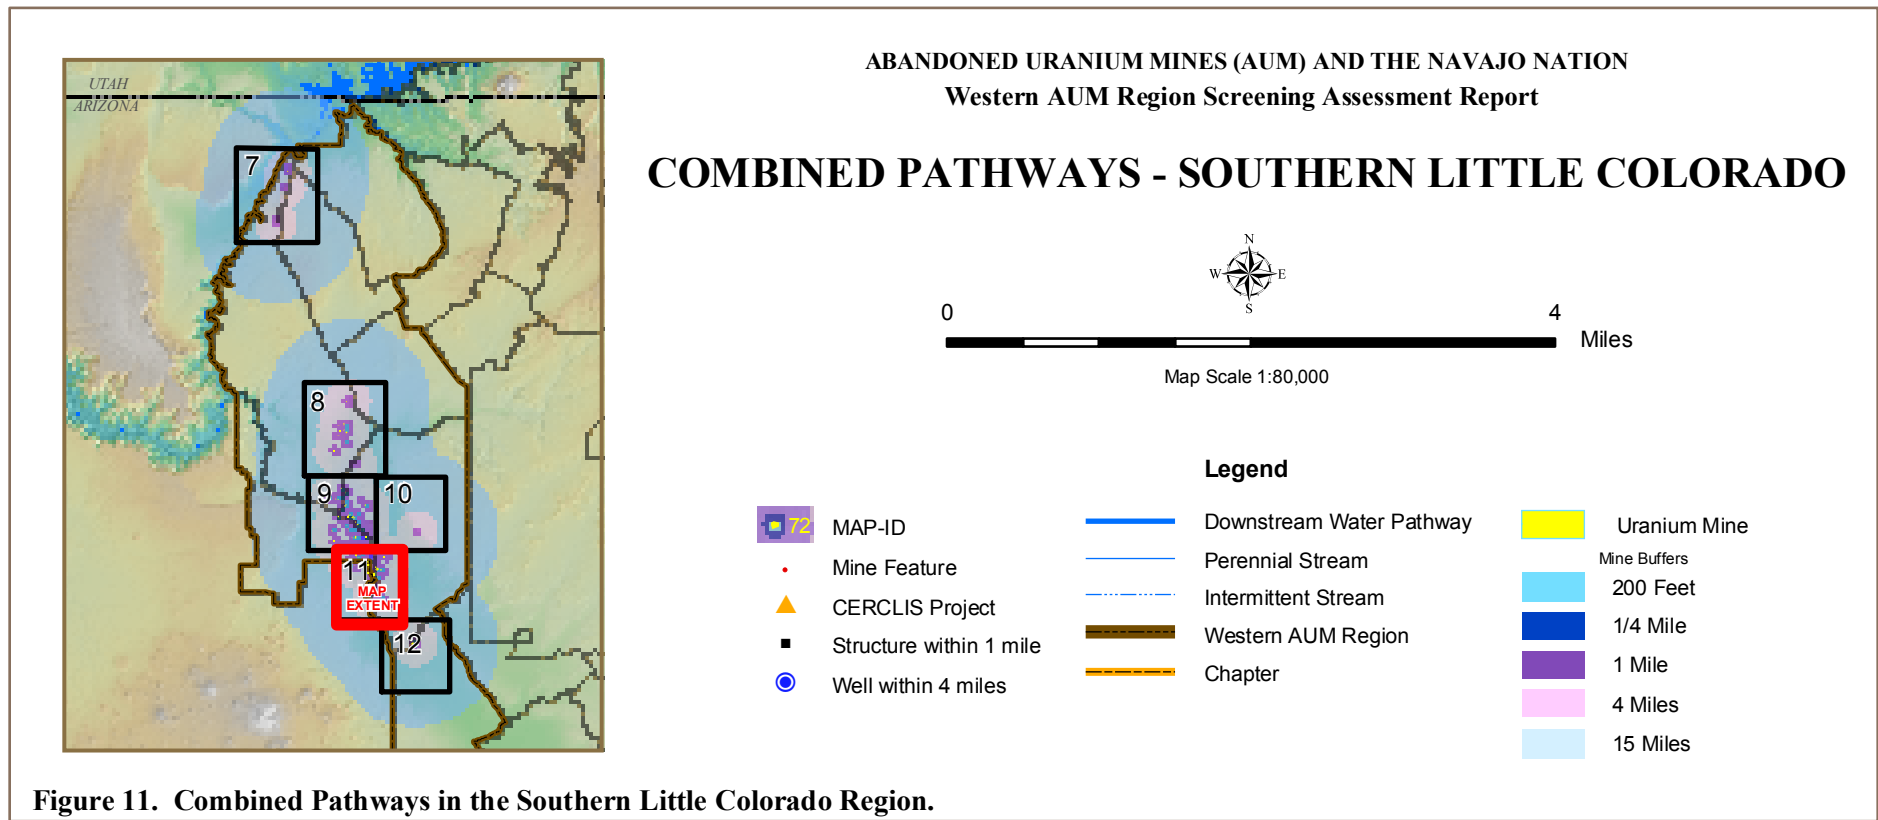 ABANDONED URANIUM MINES (AUM) AND THE NAVAJO NATION
Western AUM Region Screening Assessment Report
COMBINED PATHWAYS - SOUTHERN LITTLE COLORADO
UTAH
ARIZONA
7
8
9
10
11
MAP
EXTENT
12
N
W
E
S
0
4
Miles
Map Scale 1:80,000
Legend
72
MAP-ID
Mine Feature
CERCLIS Project
Structure within 1 mile
Well within 4 miles
Downstream Water Pathway
Perennial Stream
Intermittent Stream
Western AUM Region
Chapter
Uranium Mine
Mine Buffers
200 Feet
1/4 Mile
1 Mile
4 Miles
15 Miles
Figure 11. Combined Pathways in the Southern Little Colorado Region.